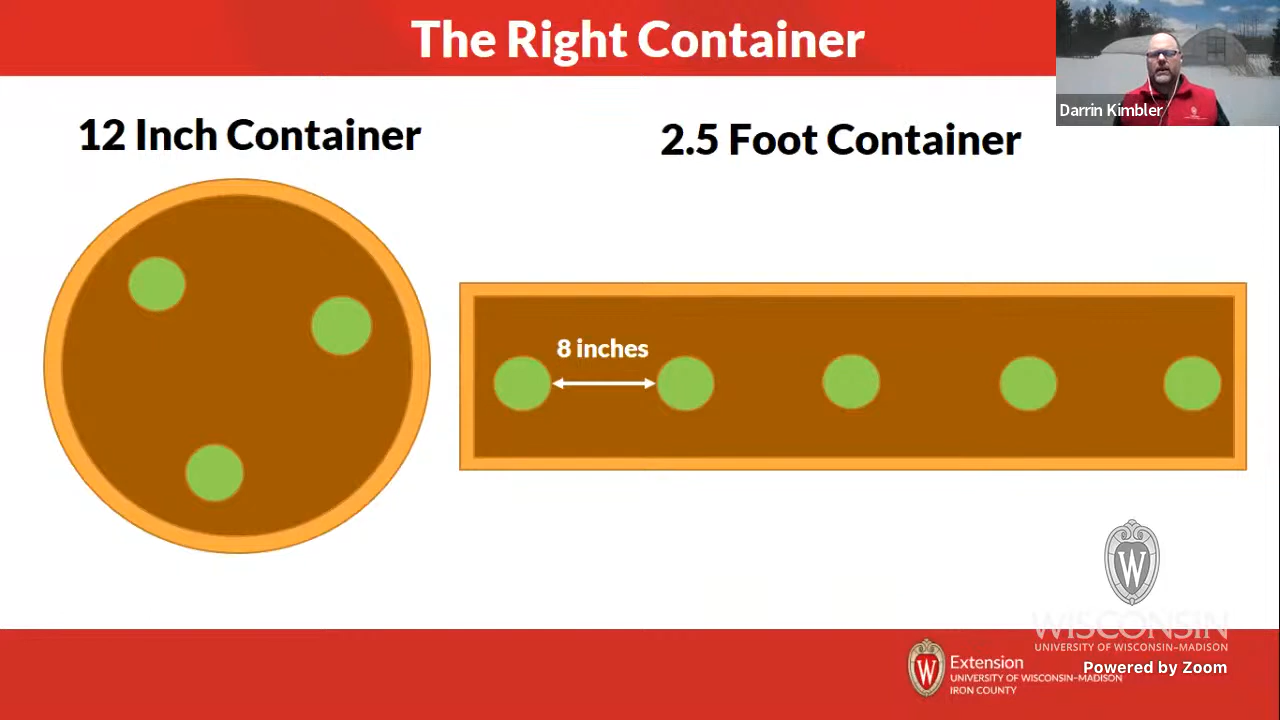 The Right Container
Darrin Kimbler
12 Inch Container
2.5 Foot Container
8 inches
W
WISCONSIN
UNIVERSITY OF WISCONSIN–MADISON
W
Extension
UNIVERSITY OF WISCONSIN–MADISON
IRON COUNTY
Powered by Zoom